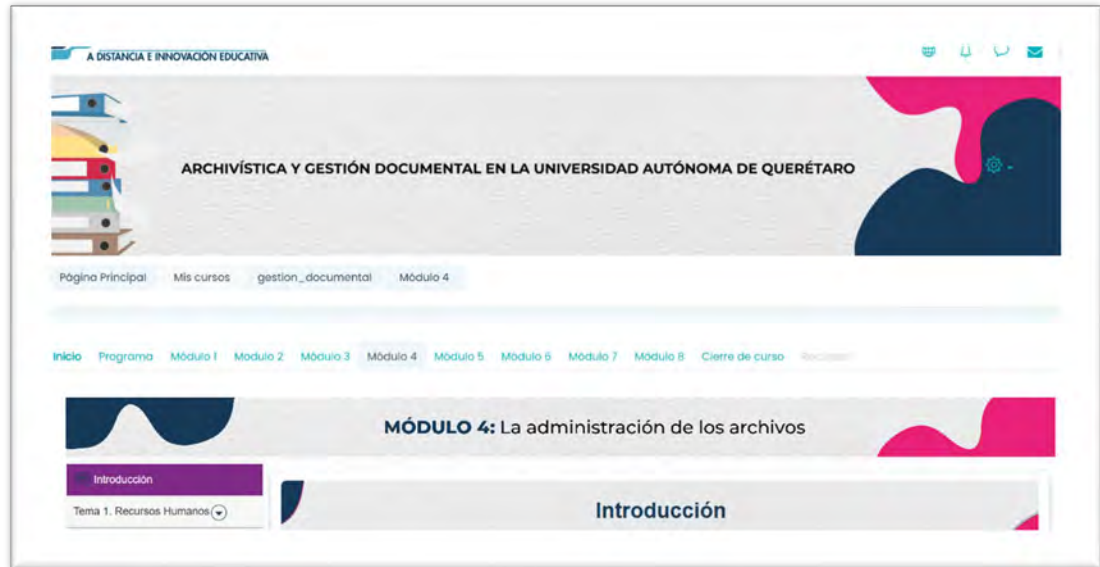 A DISTANCIA E INNOVACIÓN EDUCATIVA
ARCHIVÍSTICA Y GESTIÓN DOCUMENTAL EN LA UNIVERSIDAD AUTÓNOMA DE QUERÉTARO
Página Principal Mis cursos gestion_documental Módulo 4
Inicio Programa Módulo 1 Módulo 2 Módulo 3 Módulo 4 Módulo 5 Módulo 6 Módulo 7 Módulo 8 Cierre de curso
MÓDULO 4: La administración de los archivos
Introducción
Tema 1. Recursos Humanos
Introducción